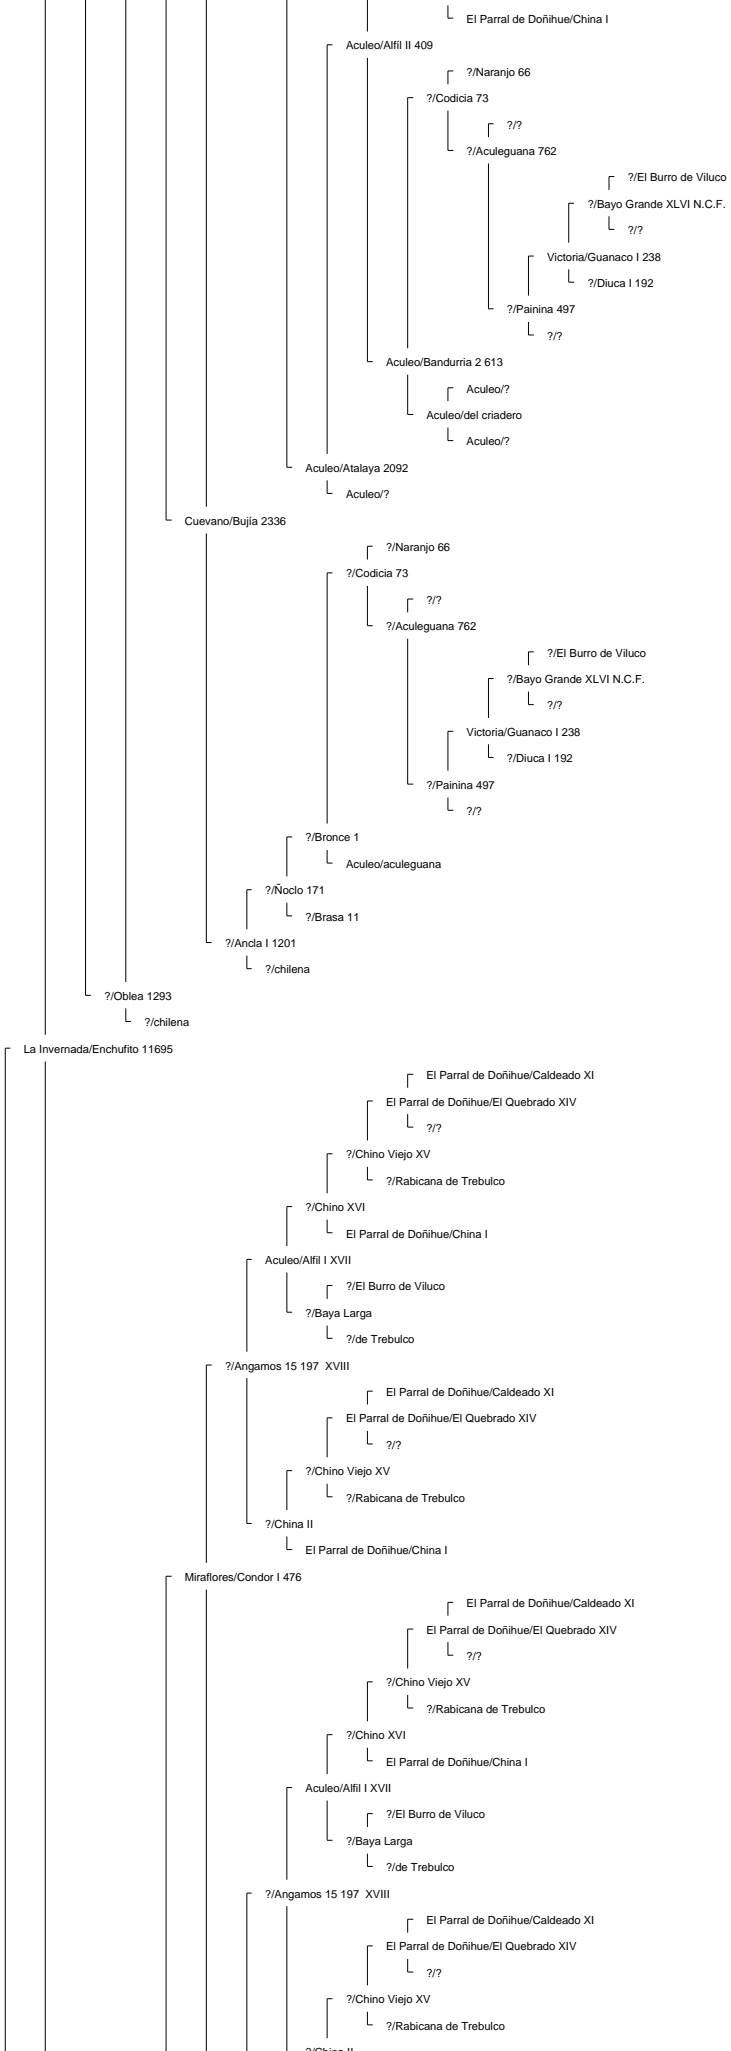 El Parral de Doñihue/China I
Aculeo/Alfil II 409
?/Naranjo 66
?/Codicia 73
?/?
?/Aculeguana 762
?/El Burro de Viluco
?/Bayo Grande XLVI N.C.F.
?/?
Victoria/Guanaco I 238
?/Diuca I 192
?/Painina 497
?/?
Aculeo/Bandurria 2 613
Aculeo/?
Aculeo/del criadero
Aculeo/?
Aculeo/Atalaya 2092
Aculeo/?
Cuevano/Bujía 2336
?/Naranjo 66
?/Codicia 73
?/?
?/Aculeguana 762
?/El Burro de Viluco
?/Bayo Grande XLVI N.C.F.
?/?
Victoria/Guanaco I 238
?/Diuca I 192
?/Painina 497
?/?
?/Bronce 1
Aculeo/aculeguana
?/Ñoclo 171
?/Brasa 11
?/Ancla I 1201
?/chilena
?/Oblea 1293
?/chilena
La Invernada/Enchufito 11695
El Parral de Doñihue/Caldeado XI
El Parral de Doñihue/El Quebrado XIV
?/?
?/Chino Viejo XV
?/Rabicana de Trebulco
?/Chino XVI
El Parral de Doñihue/China I
Aculeo/Alfil I XVII
?/El Burro de Viluco
?/Baya Larga
?/de Trebulco
?/Angamos 15 197  XVIII
El Parral de Doñihue/Caldeado XI
El Parral de Doñihue/El Quebrado XIV
?/?
?/Chino Viejo XV
?/Rabicana de Trebulco
?/China II
El Parral de Doñihue/China I
Miraflores/Condor I 476
El Parral de Doñihue/Caldeado XI
El Parral de Doñihue/El Quebrado XIV
?/?
?/Chino Viejo XV
?/Rabicana de Trebulco
?/Chino XVI
El Parral de Doñihue/China I
Aculeo/Alfil I XVII
?/El Burro de Viluco
?/Baya Larga
?/de Trebulco
?/Angamos 15 197  XVIII
El Parral de Doñihue/Caldeado XI
El Parral de Doñihue/El Quebrado XIV
?/?
?/Chino Viejo XV
?/Rabicana de Trebulco
?/China II